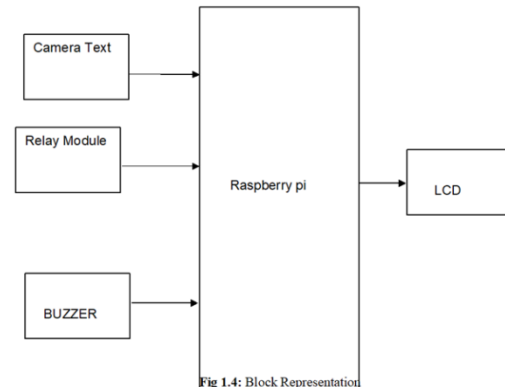 Camera Text
Relay Module
Raspberry pi
LCD
BUZZER
Fig 1.4: Block Representation